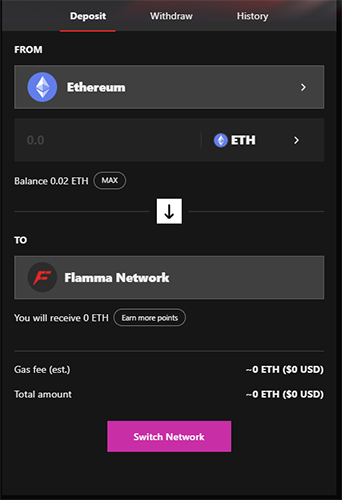 Deposit Withdraw History
FROM
Ethereum
0.0 ETH
Balance 0.02 ETH MAX
TO
Flamma Network
You will receive 0 ETH Earn more points
Gas fee (est.) ~0 ETH ($0 USD)
Total amount ~0 ETH ($0 USD)
Switch Network